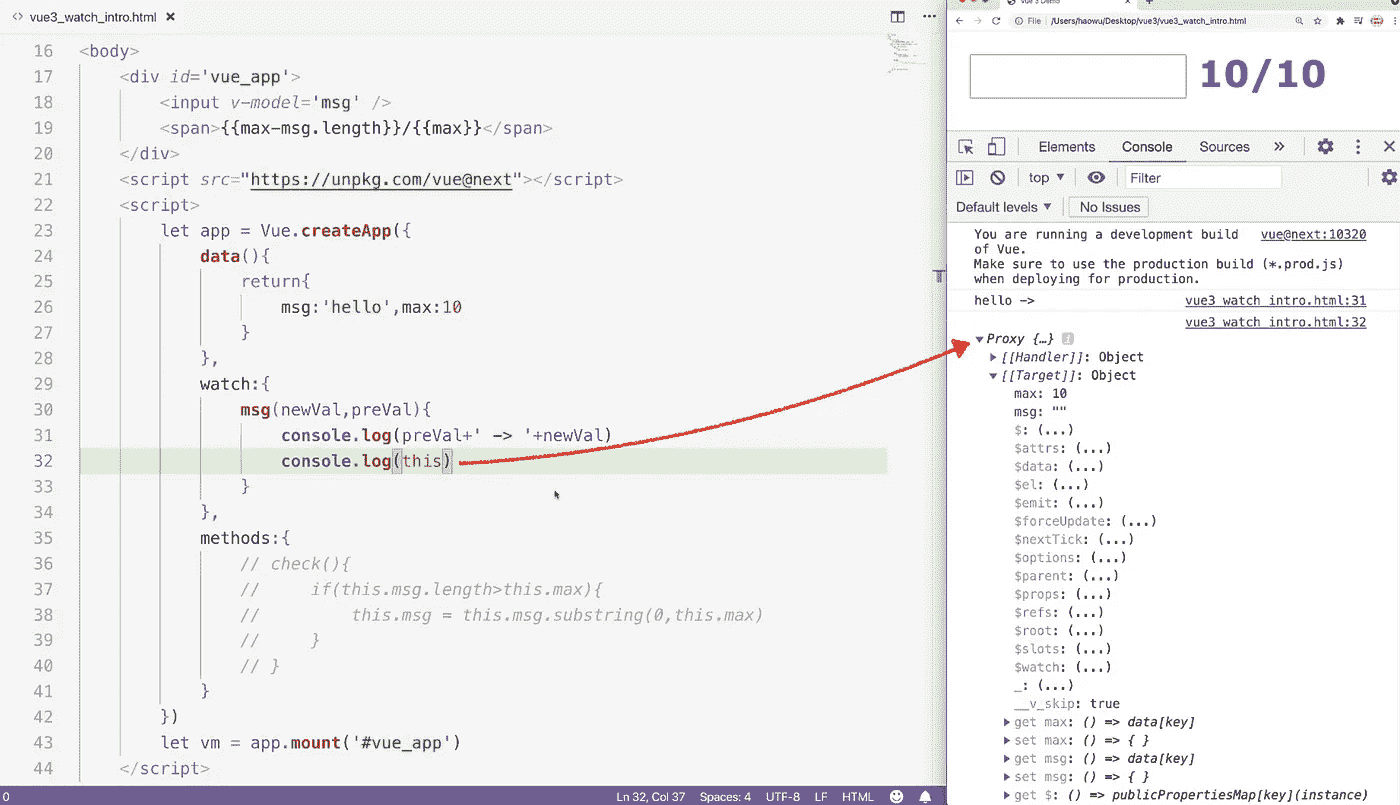 vue3_watch_intro.html
16 <body>
17 <div id='vue_app'>
18 <input v-model='msg' />
19 <span>{{max-msg.length}}/{{max}}</span>
20 </div>
21 <script src="https://unpkg.com/vue@next"></script>
22 <script>
23 let app = Vue.createApp({
24 data(){
25 return{
26 msg:'hello',max:10
27 }
28 },
29 watch:{
30 msg(newVal,preVal){
31 console.log(preVal+' -> '+newVal)
32 console.log(this)
33 }
34 },
35 methods:{
36 // check(){
37 // if(this.msg.length>this.max){
38 // this.msg = this.msg.substring(0,this.max)
39 // }
40 // }
41 }
42 })
43 let vm = app.mount('#vue_app')
44 </script>
0 Ln 32, Col 37 Spaces: 4 UTF-8 LF HTML
File /Users/haowu/Desktop/vue3/vue3_watch_intro.html
10/10
Elements Console Sources »
top ▼ Filter
Default levels ▼ No Issues
You are running a development build vue@next:10320
of Vue.
Make sure to use the production build (*.prod.js)
when deploying for production.
hello -> vue3 watch intro.html:31
vue3 watch intro.html:32
▼Proxy {…} i
▶[[Handler]]: Object
▼[[Target]]: Object
max: 10
msg: ""
$: (...)
$attrs: (...)
$data: (...)
$el: (...)
$emit: (...)
$forceUpdate: (...)
$nextTick: (...)
$options: (...)
$parent: (...)
$props: (...)
$refs: (...)
$root: (...)
$slots: (...)
$watch: (...)
_: (...)
__v_skip: true
▶get max: () => data[key]
▶set max: () => { }
▶get msg: () => data[key]
▶set msg: () => { }
▶get $: () => publicPropertiesMap[key](instance)